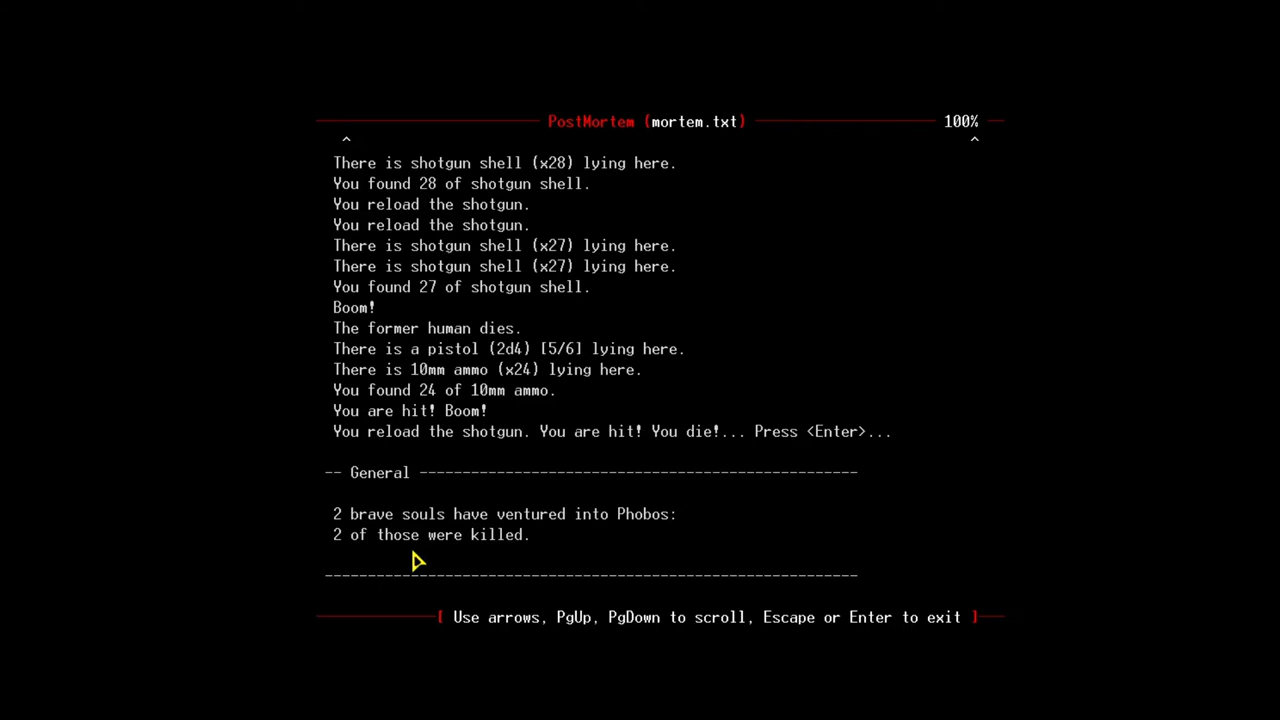 PostMortem (mortem.txt) 100%
^ ^
There is shotgun shell (x28) lying here.
You found 28 of shotgun shell.
You reload the shotgun.
You reload the shotgun.
There is shotgun shell (x27) lying here.
There is shotgun shell (x27) lying here.
You found 27 of shotgun shell.
Boom!
The former human dies.
There is a pistol (2d4) [5/6] lying here.
There is 10mm ammo (x24) lying here.
You found 24 of 10mm ammo.
You are hit! Boom!
You reload the shotgun. You are hit! You die!... Press <Enter>...
-- General ---------------------------------------------------
2 brave souls have ventured into Phobos:
2 of those were killed.
--------------------------------------------------------------
[ Use arrows, PgUp, PgDown to scroll, Escape or Enter to exit ]